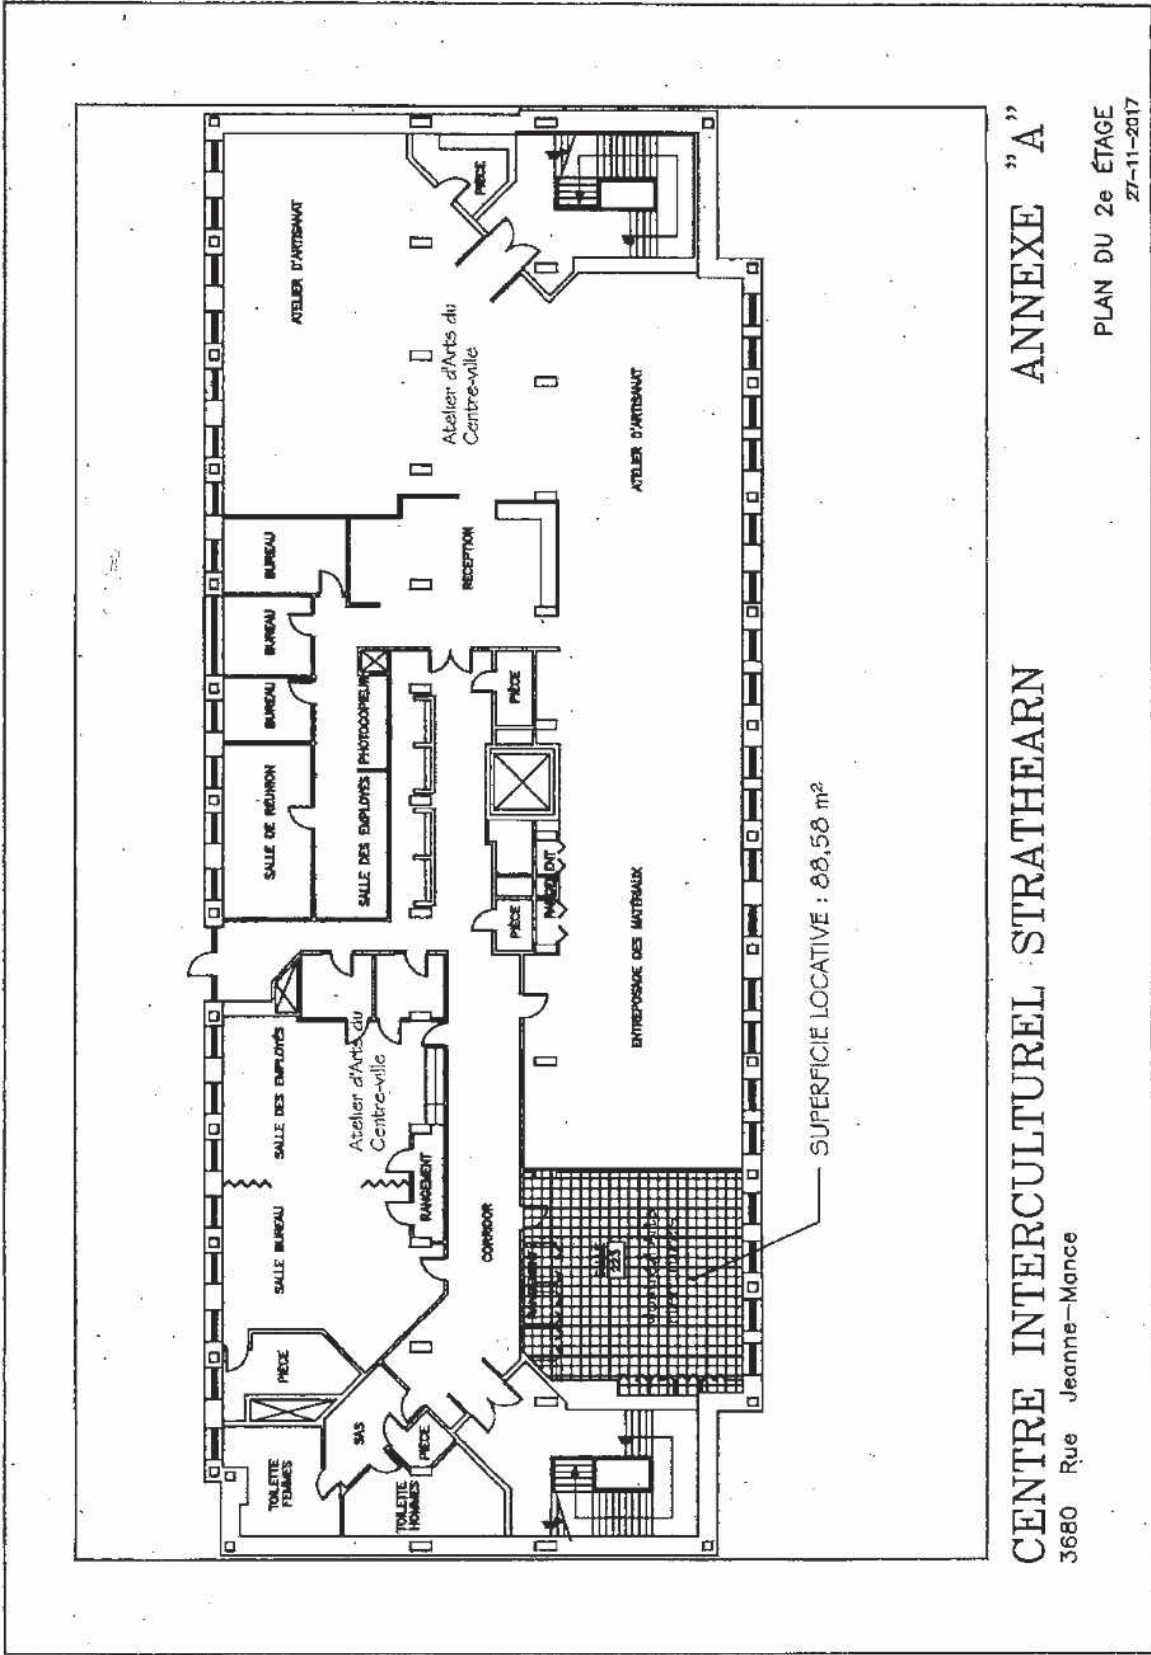 TOILETTE
FEMMES
PIÈCE
SALLE BUREAU
SALLE DES EMPLOYÉS
SALLE DE RÉUNION
BUREAU
BUREAU
BUREAU
ATELIER D'ARTISANAT
SAS
Atelier d'Arts du
Centre-ville
SALLE DES EMPLOYÉS
PHOTOCOPIEUR
TOILETTE
HOMMES
PIÈCE
RANGEMENT
Atelier d'Arts du
Centre-ville
CORRIDOR
RECEPTION
PIÈCE
PIÈCE
PIÈCE
223
ENTREPOSAGE DES MATÉRIAUX
ATELIER D'ARTISANAT
SUPERFICIE LOCATIVE : 88,58 m²
CENTRE INTERCULTUREL STRATHEARN
ANNEXE "A"
3680 Rue Jeanne-Mance
PLAN DU 2e ÉTAGE
27-11-2017